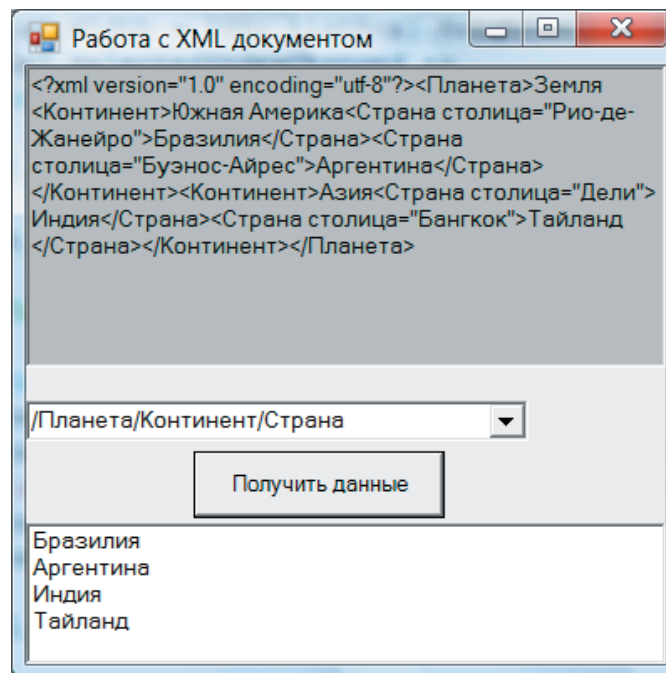 Работа с XML документом
<?xml version="1.0" encoding="utf-8"?><Планета>Земля
<Континент>Южная Америка<Страна столица="Рио-де-
Жанейро">Бразилия</Страна><Страна
столица="Буэнос-Айрес">Аргентина</Страна>
</Континент><Континент>Азия<Страна столица="Дели">
Индия</Страна><Страна столица="Бангкок">Тайланд
</Страна></Континент></Планета>
/Планета/Континент/Страна
Получить данные
Бразилия
Аргентина
Индия
Тайланд